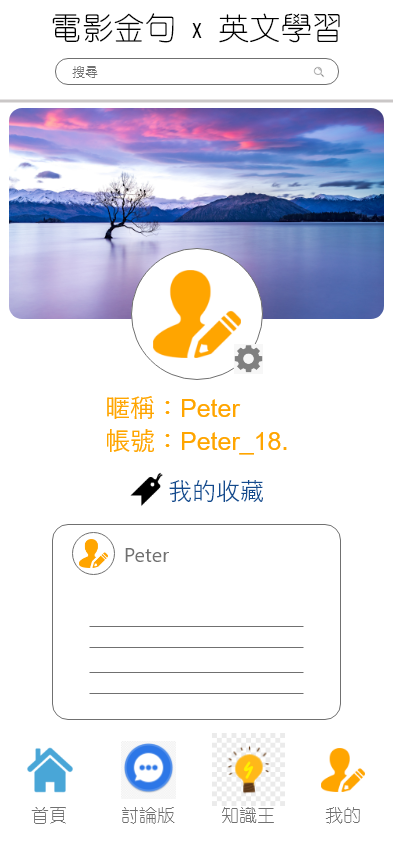 電影金句 x 英文學習
搜尋
暱稱：Peter
帳號：Peter_18.
我的收藏
Peter
首頁 討論版 知識王 我的